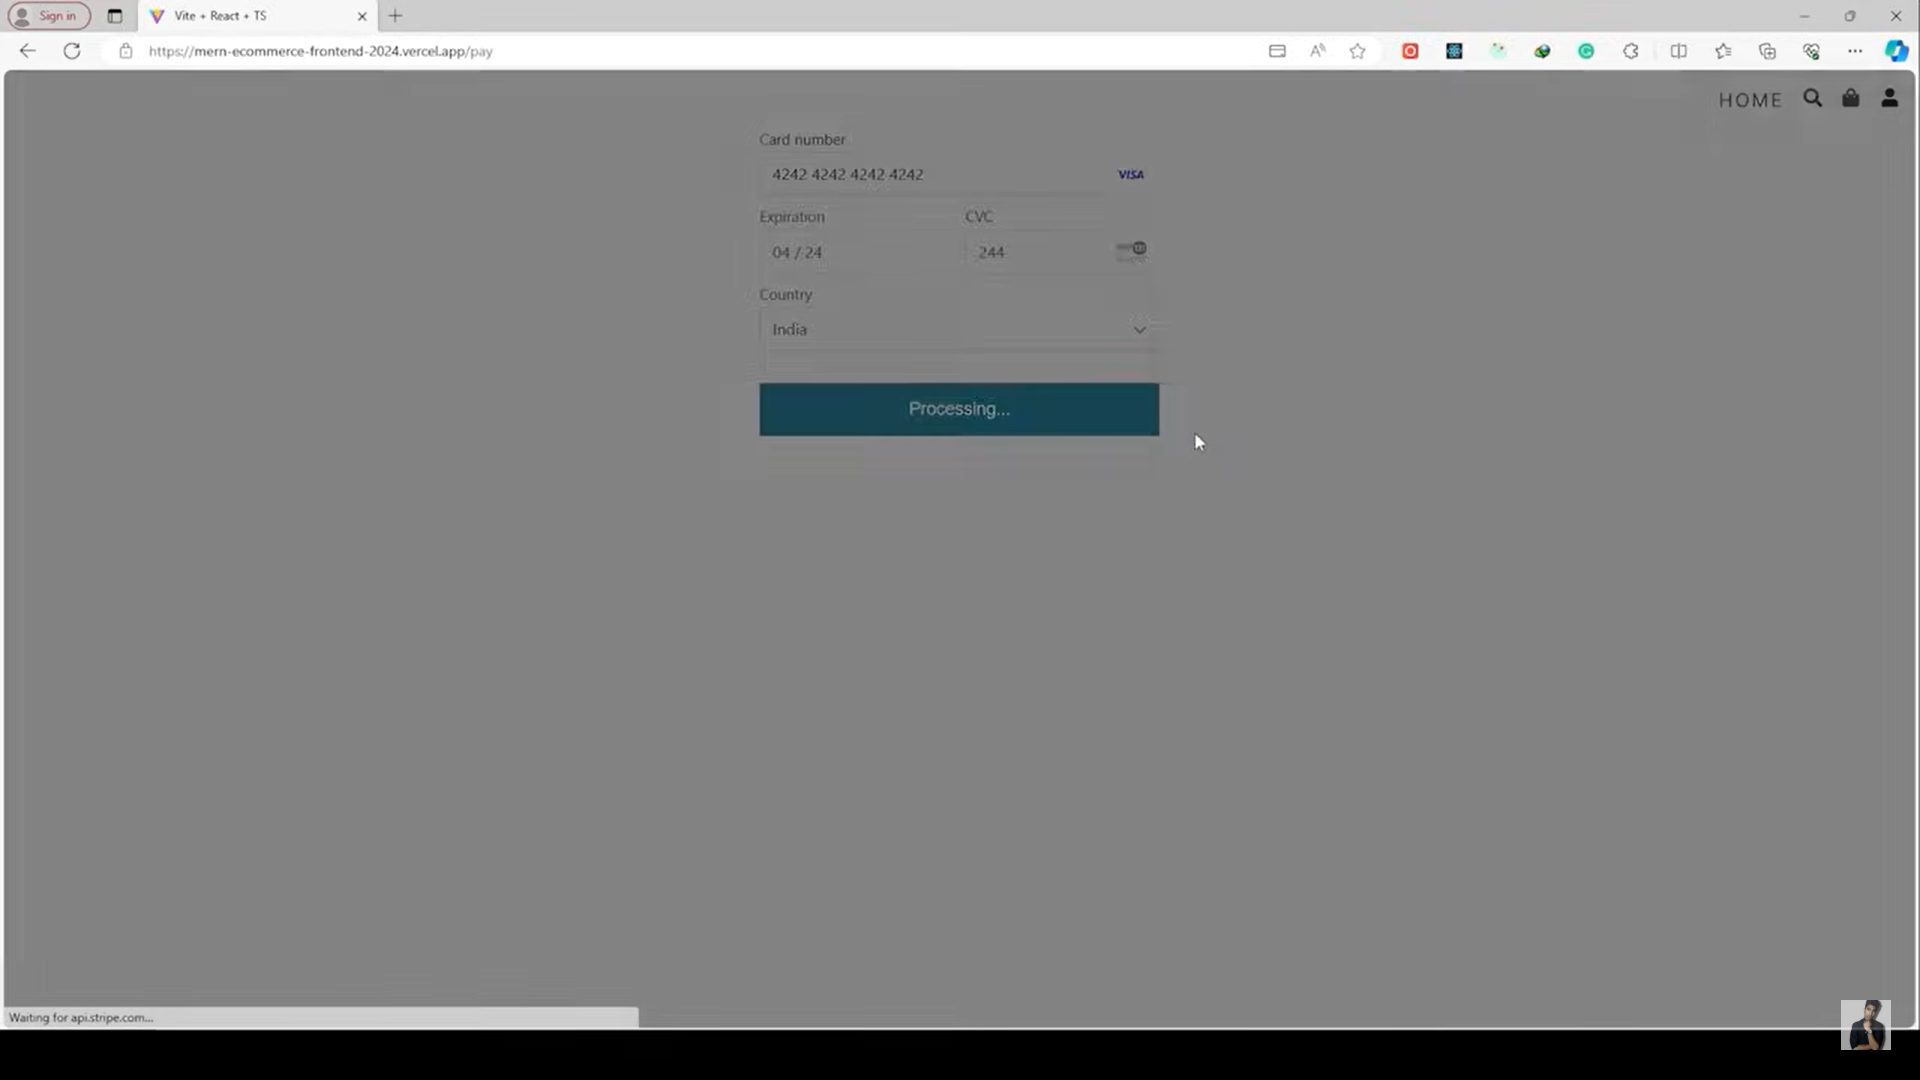 Sign in
Vite + React + TS
https://mern-ecommerce-frontend-2024.vercel.app/pay
HOME
Card number
4242 4242 4242 4242
VISA
Expiration
CVC
04 / 24
244
Country
India
Processing...
Waiting for api.stripe.com...